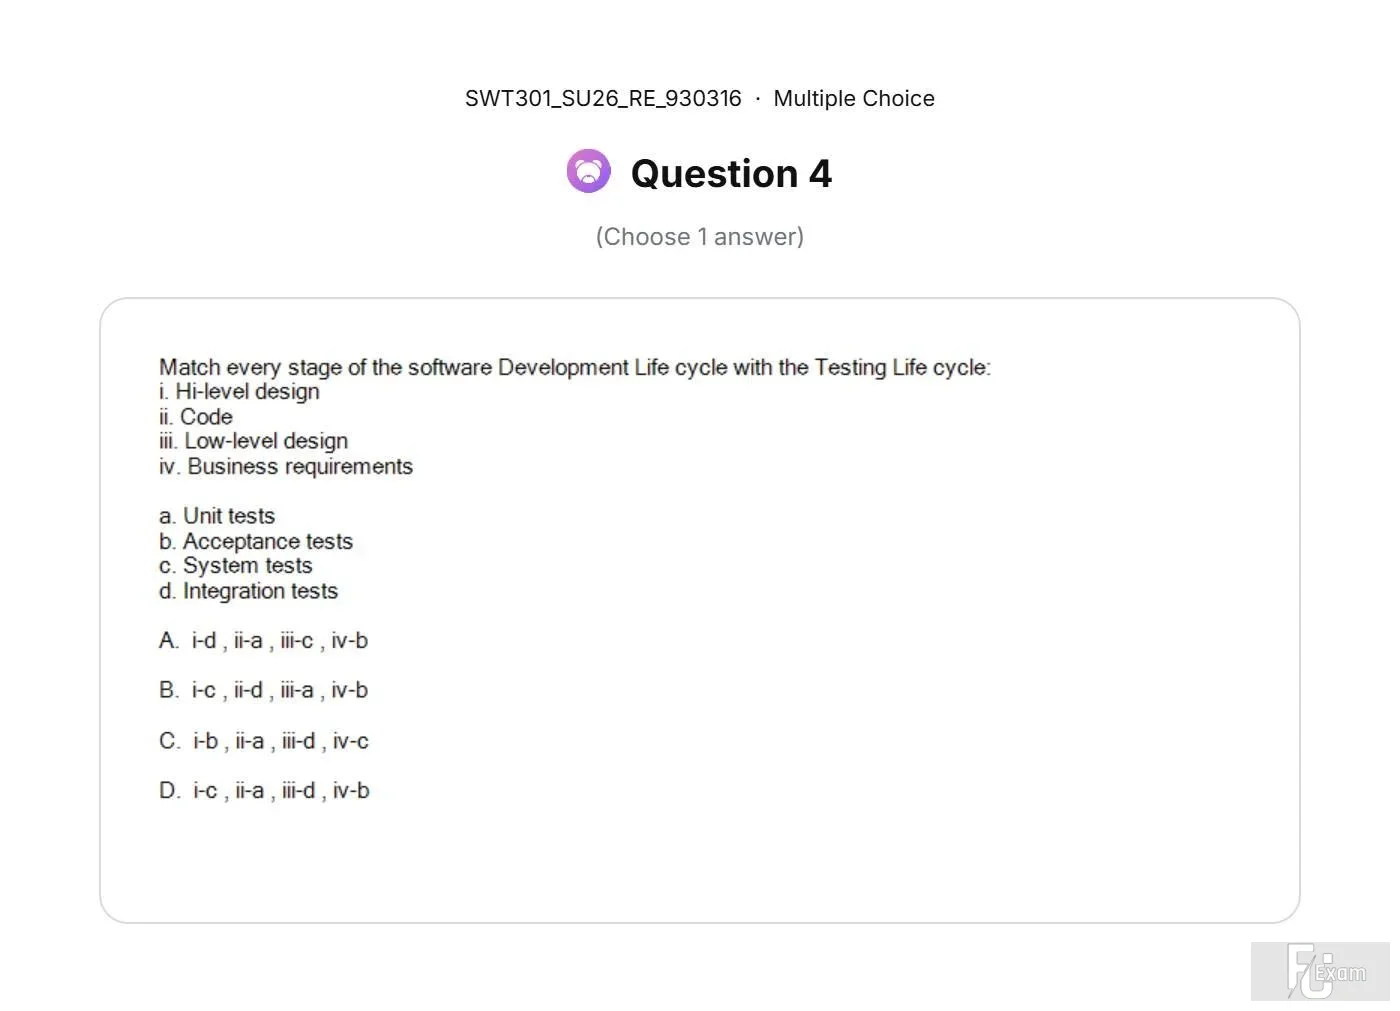 SWT301_SU26_RE_930316 · Multiple Choice
Question 4
(Choose 1 answer)
Match every stage of the software Development Life cycle with the Testing Life cycle:
i. Hi-level design
ii. Code
iii. Low-level design
iv. Business requirements
a. Unit tests
b. Acceptance tests
c. System tests
d. Integration tests
A. i-d , ii-a , iii-c , iv-b
B. i-c , ii-d , iii-a , iv-b
C. i-b , ii-a , iii-d , iv-c
D. i-c , ii-a , iii-d , iv-b
FU Exam